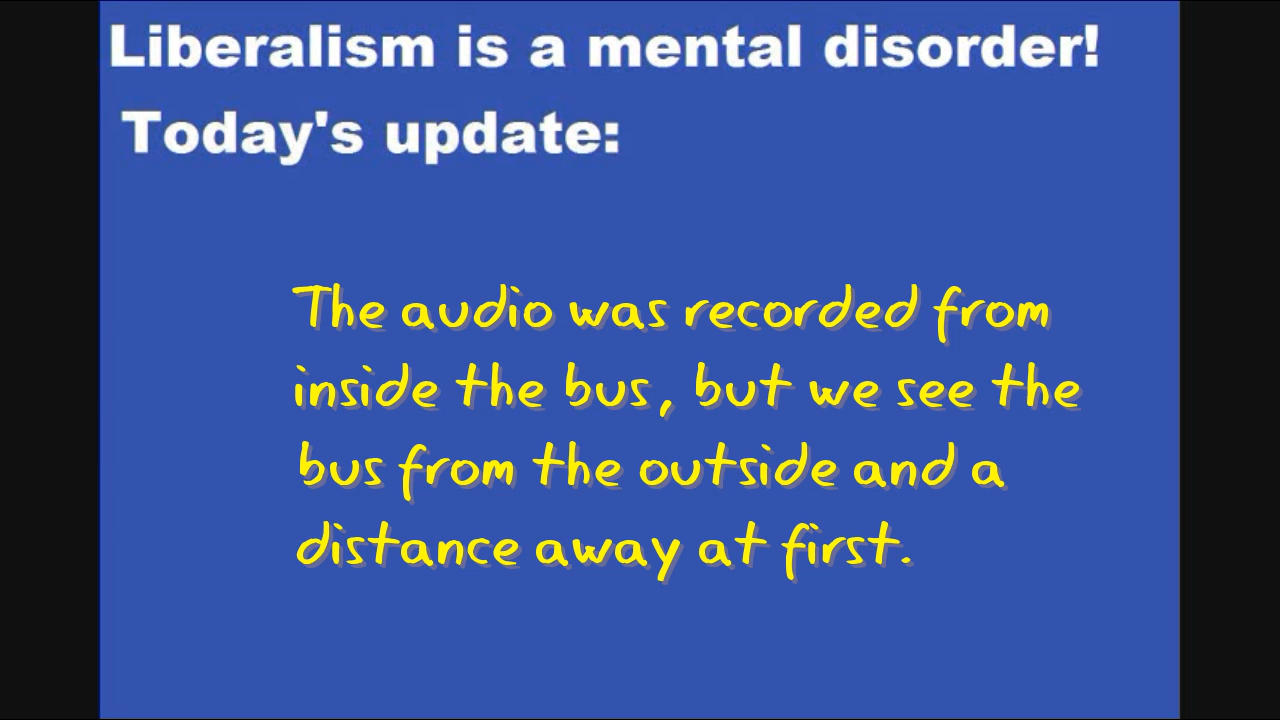 Liberalism is a mental disorder!
Today's update:
The audio was recorded from
inside the bus, but we see the
bus from the outside and a
distance away at first.